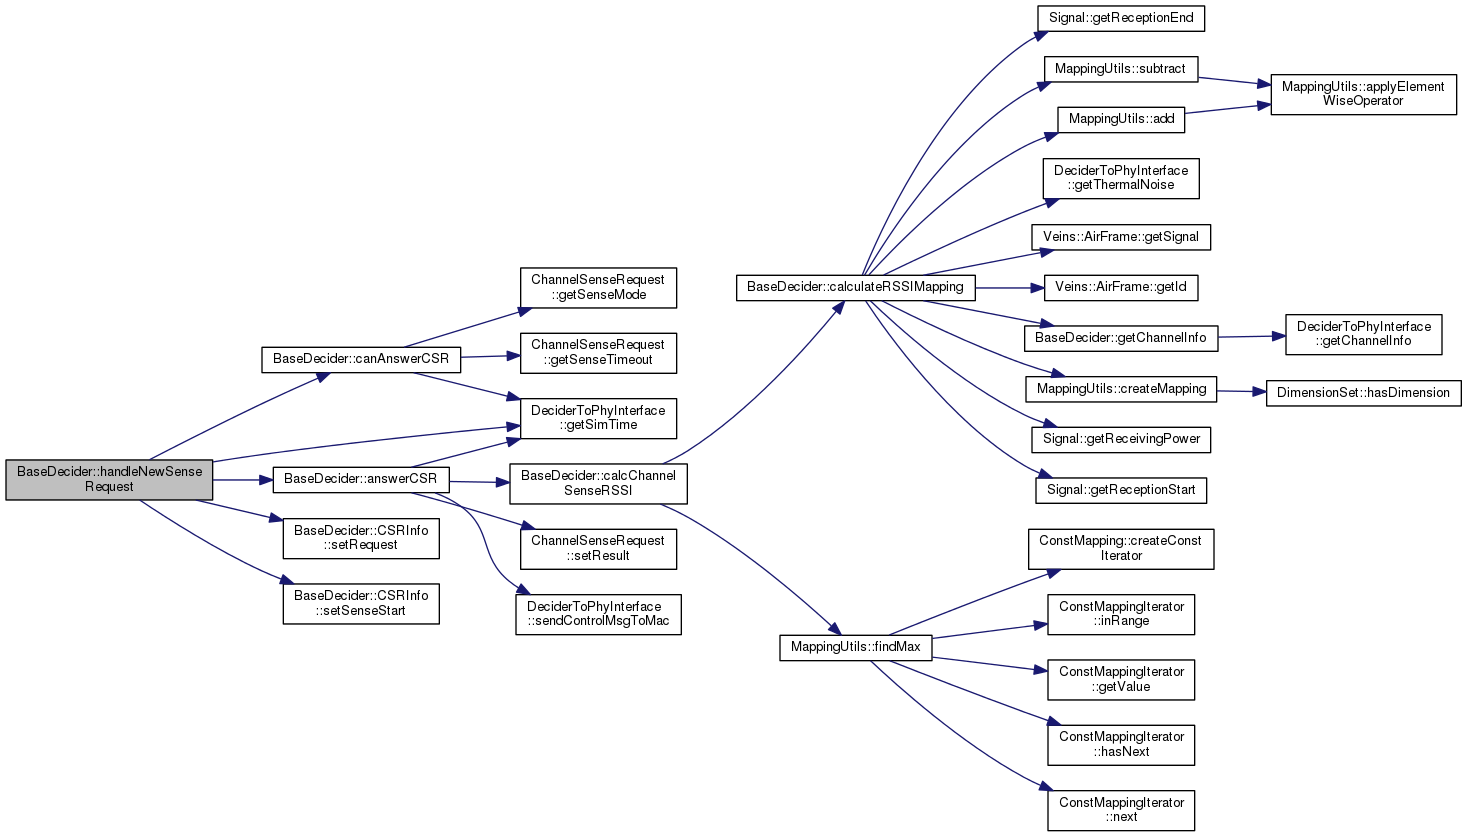 BaseDecider::handleNewSense
Request
BaseDecider::canAnswerCSR
BaseDecider::answerCSR
BaseDecider::CSRInfo
::setRequest
BaseDecider::CSRInfo
::setSenseStart
ChannelSenseRequest
::getSenseMode
ChannelSenseRequest
::getSenseTimeout
DeciderToPhyInterface
::getSimTime
BaseDecider::calcChannel
SenseRSSI
ChannelSenseRequest
::setResult
DeciderToPhyInterface
::sendControlMsgToMac
BaseDecider::calculateRSSIMapping
MappingUtils::findMax
Signal::getReceptionEnd
MappingUtils::subtract
MappingUtils::add
DeciderToPhyInterface
::getThermalNoise
Veins::AirFrame::getSignal
Veins::AirFrame::getId
BaseDecider::getChannelInfo
MappingUtils::createMapping
Signal::getReceivingPower
Signal::getReceptionStart
ConstMapping::createConst
Iterator
ConstMappingIterator
::inRange
ConstMappingIterator
::getValue
ConstMappingIterator
::hasNext
ConstMappingIterator
::next
MappingUtils::applyElement
WiseOperator
DeciderToPhyInterface
::getChannelInfo
DimensionSet::hasDimension